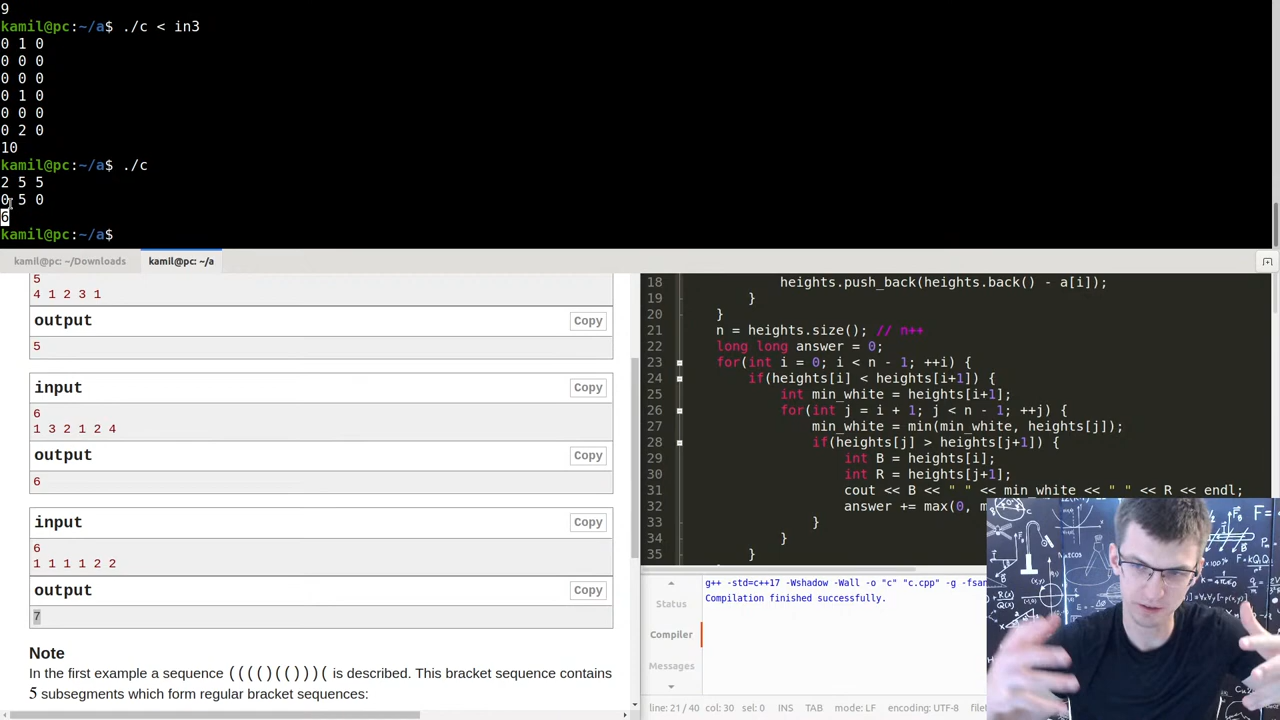 9
kamil@pc:~/a$ ./c < in3
0 1 0
0 0 0
0 0 0
0 1 0
0 0 0
0 2 0
10
kamil@pc:~/a$ ./c
2 5 5
0 5 0
6
kamil@pc:~/a$
kamil@pc: ~/Downloads
kamil@pc: ~/a
5
4 1 2 3 1
output
Copy
5
input
Copy
6
1 3 2 1 2 4
output
Copy
6
input
Copy
6
1 1 1 1 2 2
output
Copy
7
Note
In the first example a sequence (((()(()))( is described. This bracket sequence contains
5 subsegments which form regular bracket sequences:
18 heights.push_back(heights.back() - a[i]);
19 }
20 }
21 n = heights.size(); // n++
22 long long answer = 0;
23 for(int i = 0; i < n - 1; ++i) {
24 if(heights[i] < heights[i+1]) {
25 int min_white = heights[i+1];
26 for(int j = i + 1; j < n - 1; ++j) {
27 min_white = min(min_white, heights[j]);
28 if(heights[j] > heights[j+1]) {
29 int B = heights[i];
30 int R = heights[j+1];
31 cout << B << " " << min_white << " " << R << endl;
32 answer += max(0, m
33 }
34 }
35 }
Status
Compiler
Messages
g++ -std=c++17 -Wshadow -Wall -o "c" "c.cpp" -g -fsan
Compilation finished successfully.
line: 21 / 40 col: 30 sel: 0 INS TAB mode: LF encoding: UTF-8